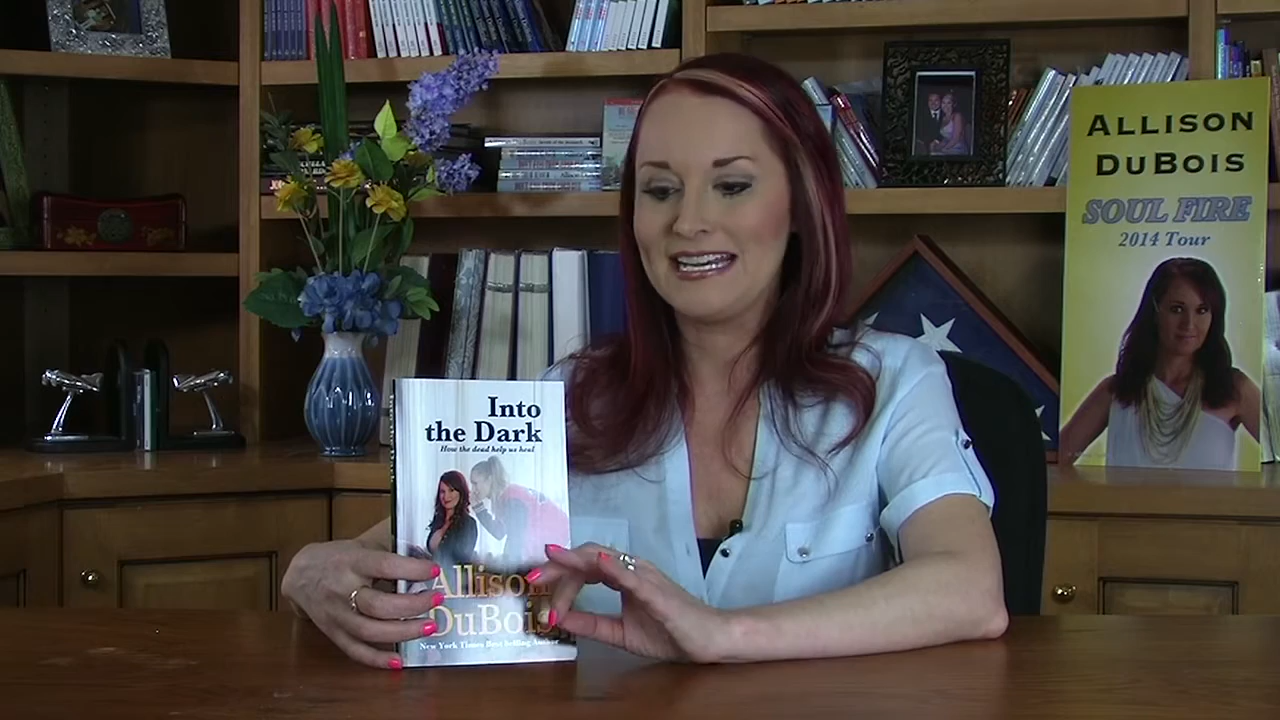 ALLISON
DUBOIS
SOUL FIRE
2014 Tour
Into
the Dark
How the dead help us heal
Allison
DuBois
New York Times Best-selling Author